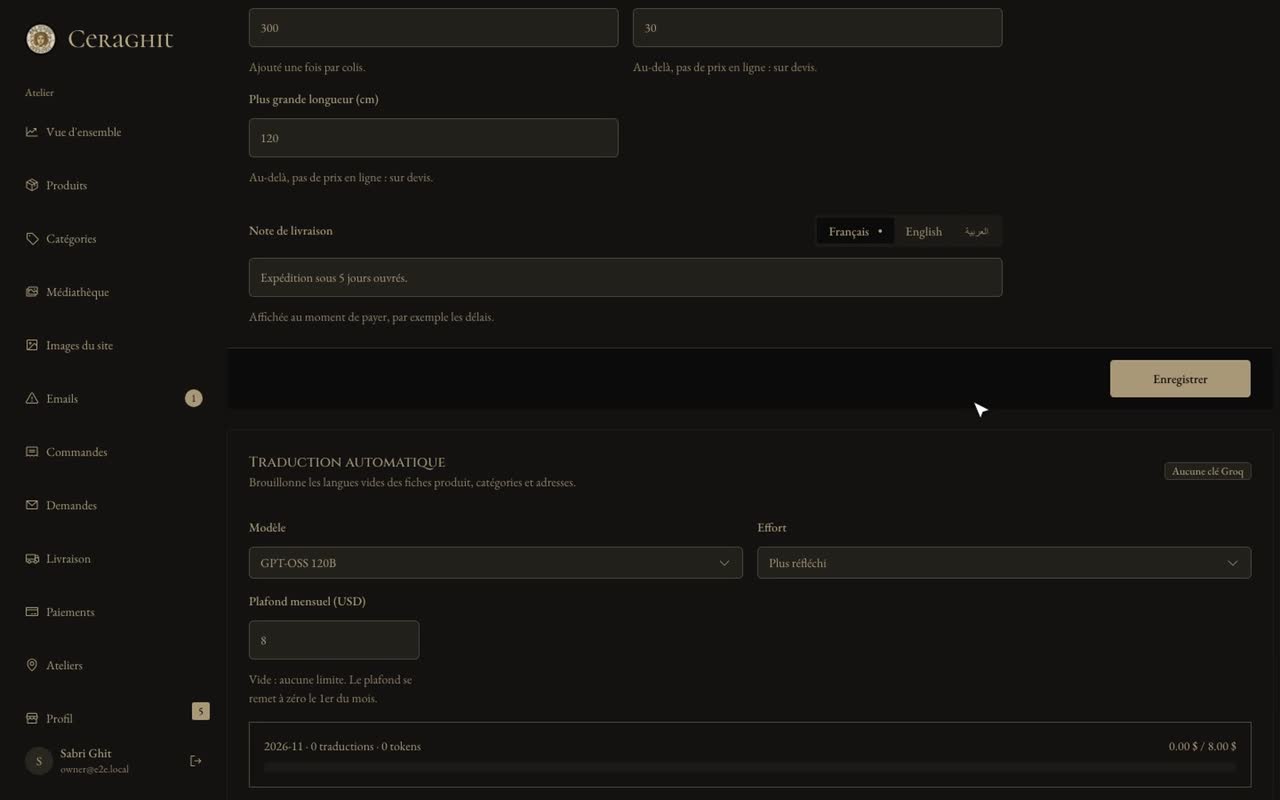 Ceraghit
Atelier
Vue d'ensemble
Produits
Catégories
Médiathèque
Images du site
Emails
1
Commandes
Demandes
Livraison
Paiements
Ateliers
Profil
5
S
Sabri Ghit
owner@e2e.local
300
30
Ajouté une fois par colis.
Au-delà, pas de prix en ligne : sur devis.
Plus grande longueur (cm)
120
Au-delà, pas de prix en ligne : sur devis.
Note de livraison
Français •
English
العربية
Expédition sous 5 jours ouvrés.
Affichée au moment de payer, par exemple les délais.
Enregistrer
Traduction automatique
Brouillonne les langues vides des fiches produit, catégories et adresses.
Aucune clé Groq
Modèle
Effort
GPT-OSS 120B
Plus réfléchi
Plafond mensuel (USD)
8
Vide : aucune limite. Le plafond se
remet à zéro le 1er du mois.
2026-11 · 0 traductions · 0 tokens
0.00 $ / 8.00 $